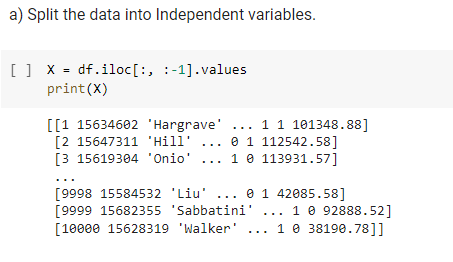 a) Split the data into Independent variables.
[ ] X = df.iloc[:, :-1].values
print(X)
[[1 15634602 'Hargrave' ... 1 1 101348.88]
[2 15647311 'Hill' ... 0 1 112542.58]
[3 15619304 'Onio' ... 1 0 113931.57]
...
[9998 15584532 'Liu' ... 0 1 42085.58]
[9999 15682355 'Sabbatini' ... 1 0 92888.52]
[10000 15628319 'Walker' ... 1 0 38190.78]]